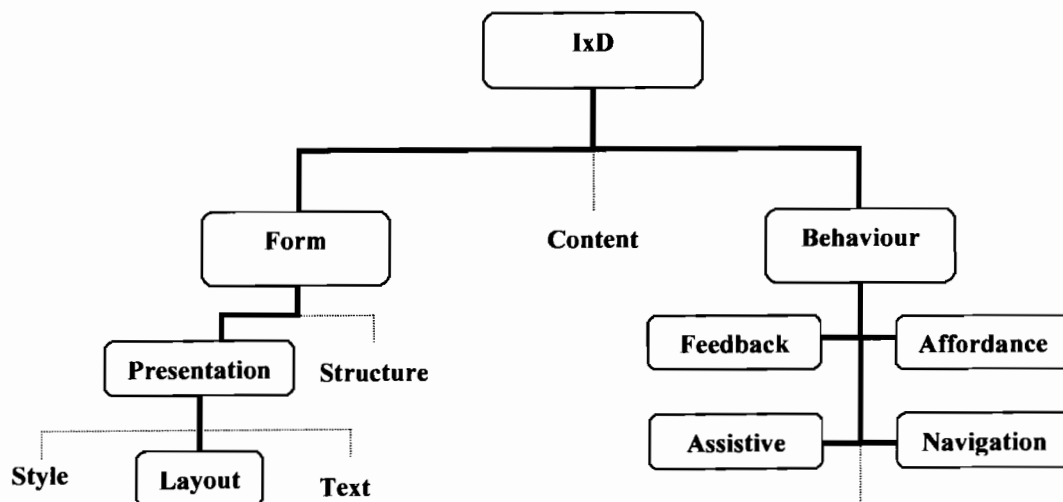 IxD
Form
Content
Behaviour
Feedback
Affordance
Presentation
Structure
Assistive
Navigation
Style
Layout
Text